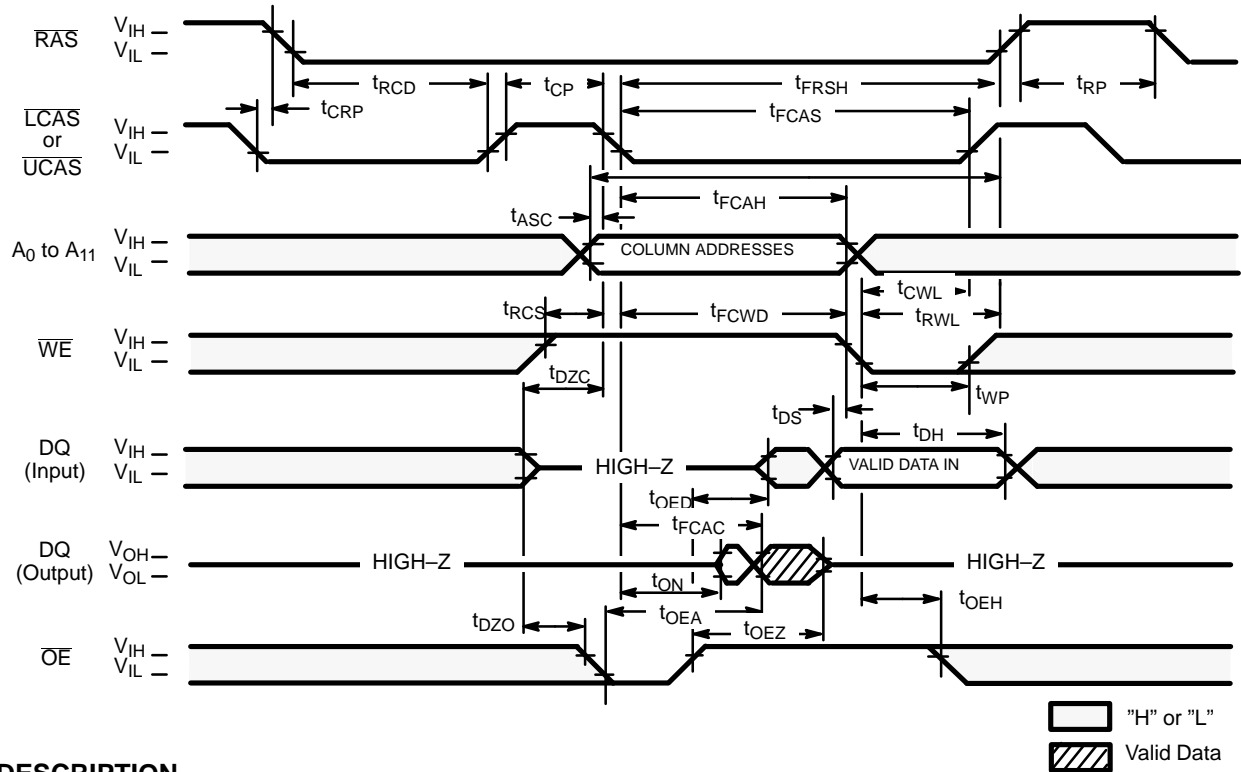 RAS
VIH
VIL
tRCD
tCP
tFRSH
tRP
tCRP
tFCAS
LCAS
or
UCAS
VIH
VIL
tFCAH
tASC
A0 to A11
VIH
VIL
COLUMN ADDRESSES
tCWL
tRCS
tFCWD
tRWL
WE
VIH
VIL
tDZC
tWP
tDS
tDH
DQ
(Input)
VIH
VIL
HIGH–Z
VALID DATA IN
tOED
tFCAC
DQ
(Output)
VOH
VOL
HIGH–Z
HIGH–Z
tON
tOEH
tOEA
tDZO
tOEZ
OE
VIH
VIL
”H” or ”L”
Valid Data
DESCRIPTION